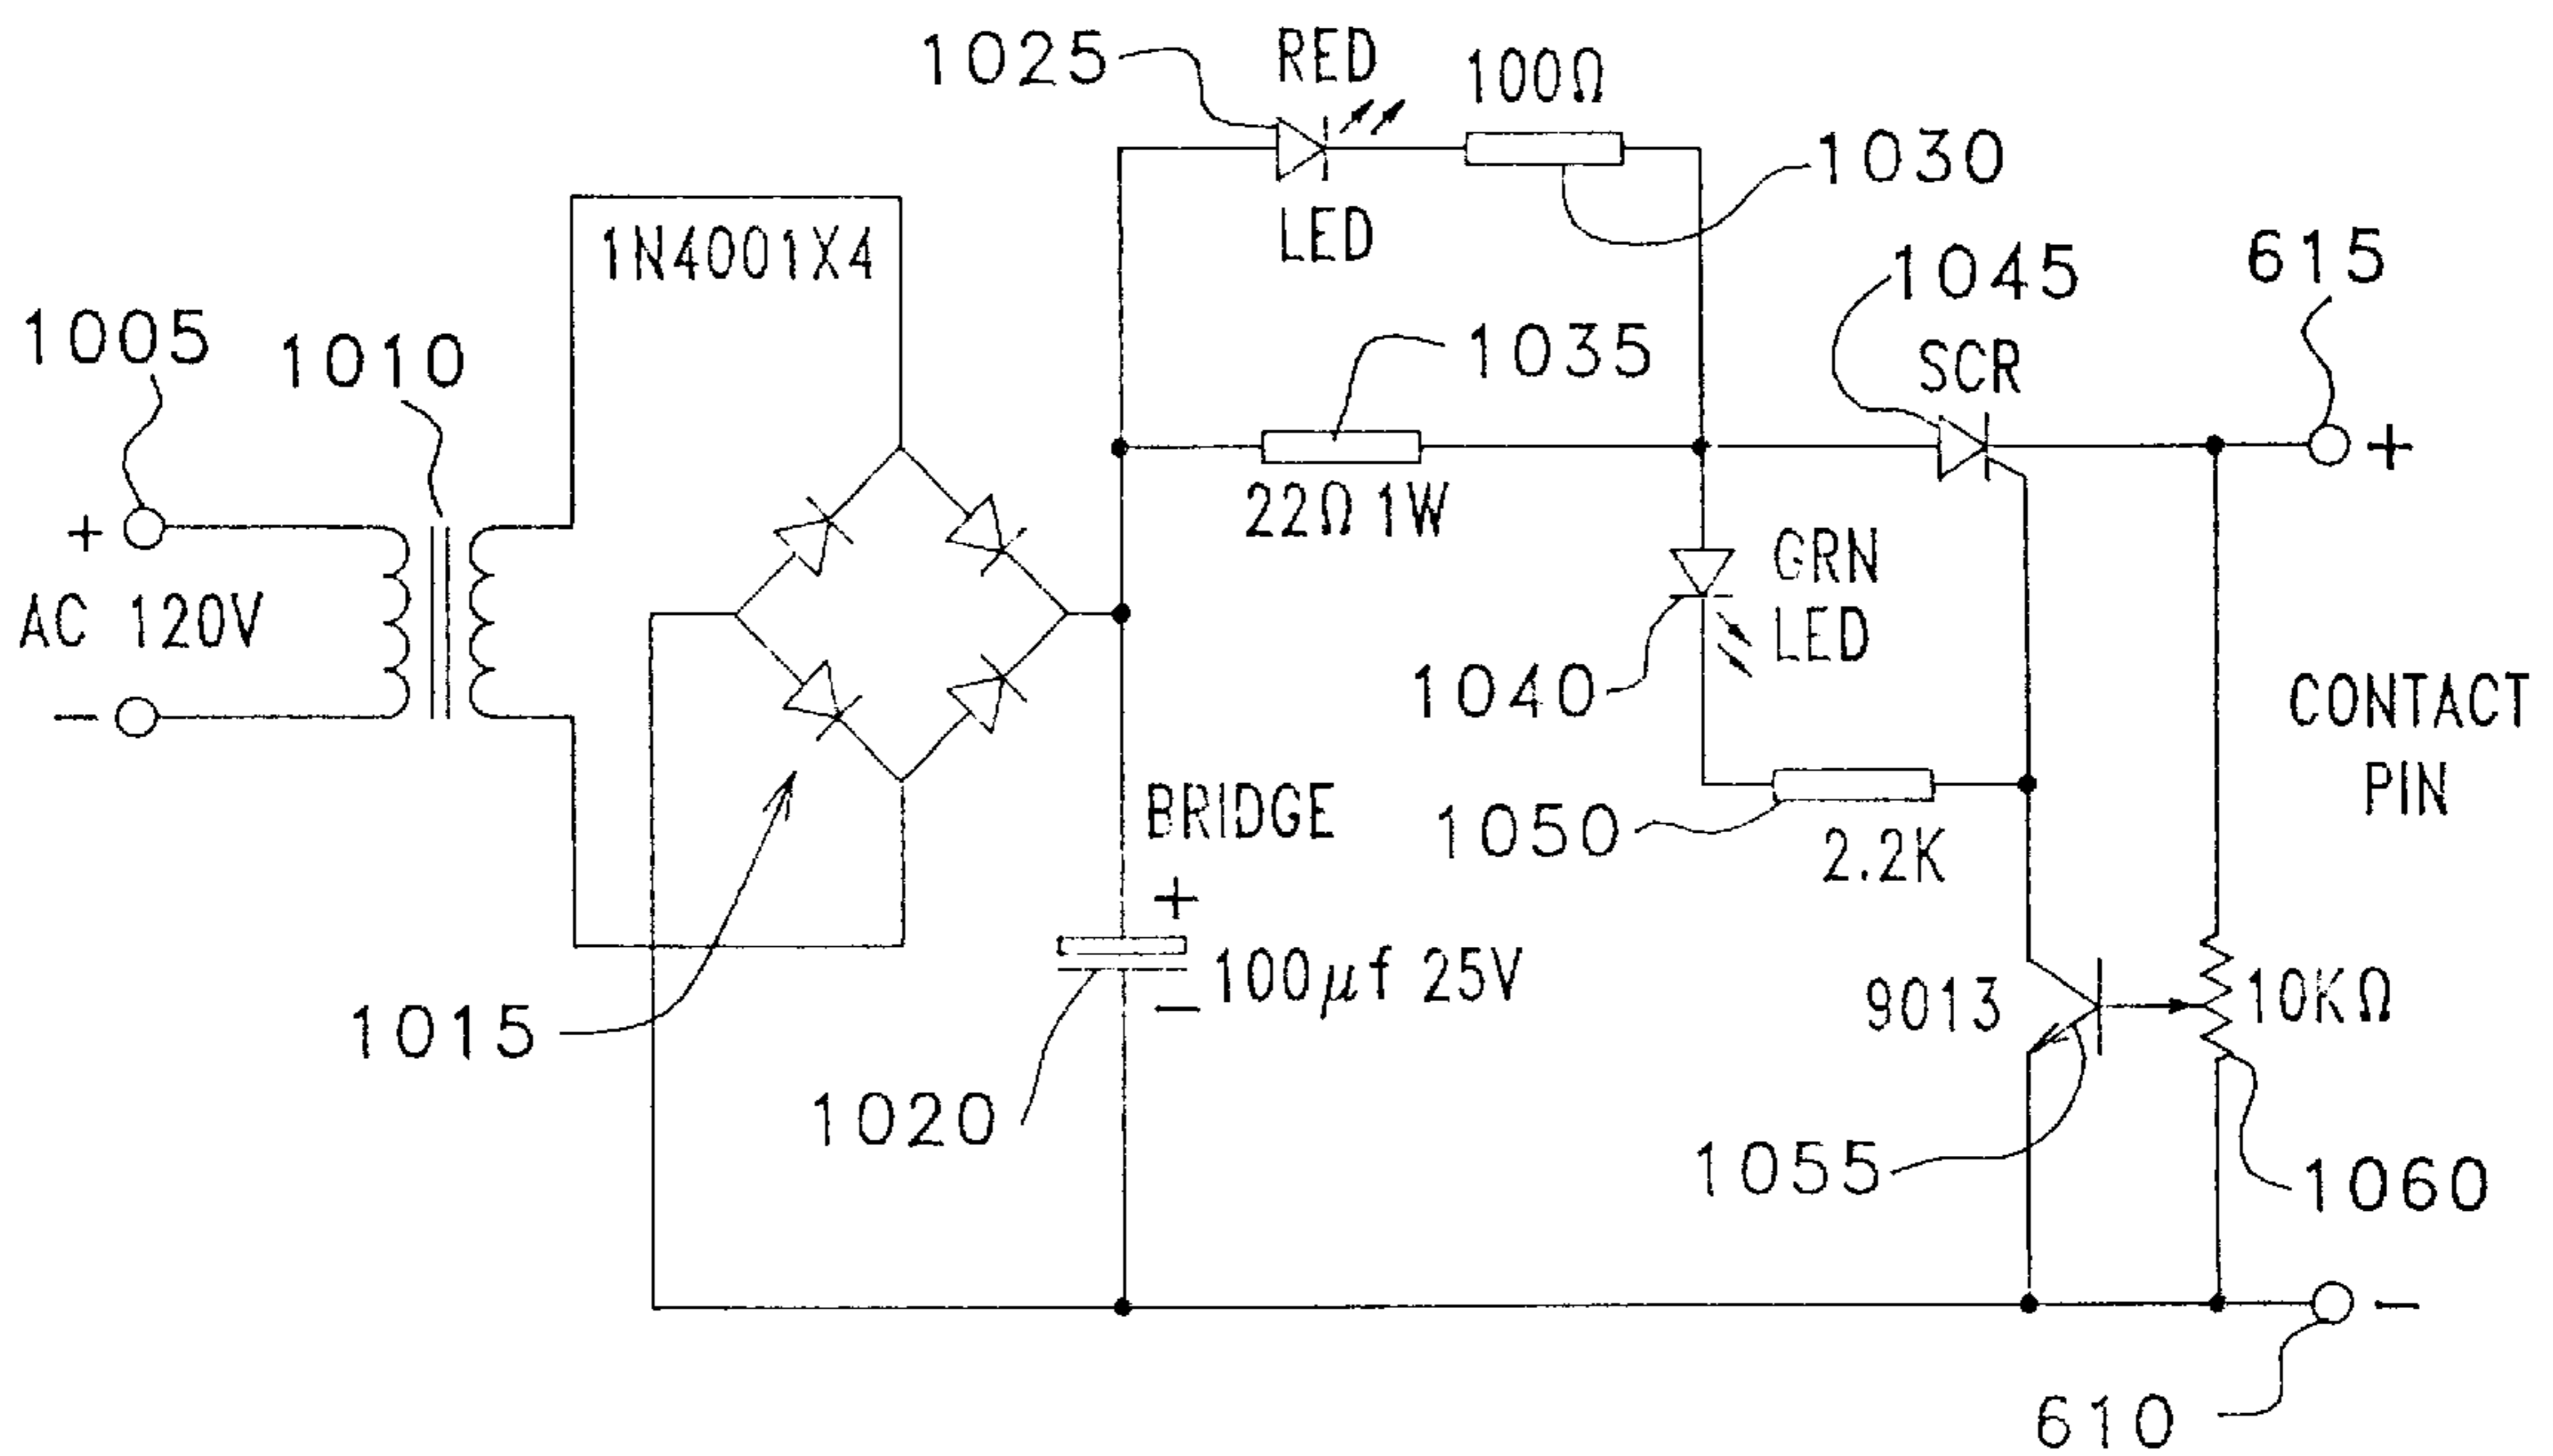 1025
RED
100Ω
1030
LED
1N4001X4
615
1045
SCR
1005
1010
1035
+
+
22Ω 1W
AC 120V
GRN
LED
1040
−
CONTACT
PIN
BRIDGE
1050
2.2K
+
100μf 25V
−
9013
10KΩ
1015
1020
1055
1060
−
610